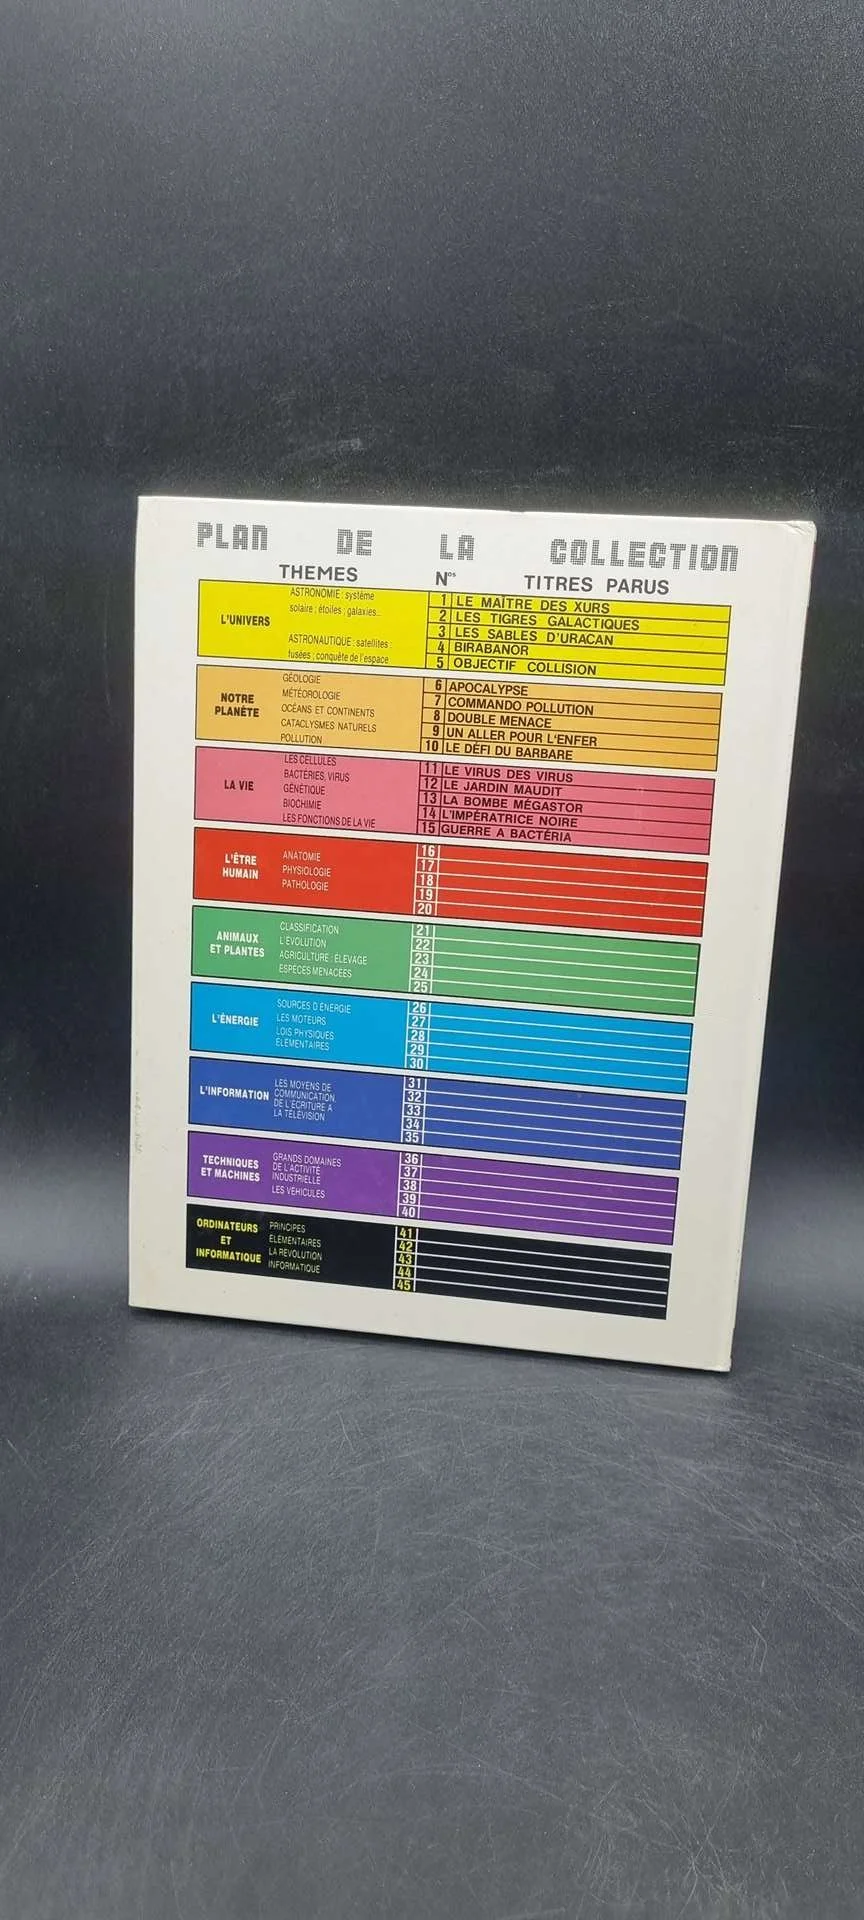 PLAN DE LA COLLECTION
THEMES Nos TITRES PARUS
L'UNIVERS
ASTRONOMIE : système
solaire ; étoiles ; galaxies...
ASTRONAUTIQUE : satellites ;
fusées ; conquête de l'espace
1 LE MAÎTRE DES XURS
2 LES TIGRES GALACTIQUES
3 LES SABLES D'URACAN
4 BIRABANOR
5 OBJECTIF COLLISION
NOTRE
PLANÈTE
GÉOLOGIE
MÉTÉOROLOGIE
OCÉANS ET CONTINENTS
CATACLYSMES NATURELS
POLLUTION
6 APOCALYPSE
7 COMMANDO POLLUTION
8 DOUBLE MENACE
9 UN ALLER POUR L'ENFER
10 LE DÉFI DU BARBARE
LA VIE
LES CELLULES
BACTÉRIES, VIRUS
GÉNÉTIQUE
BIOCHIMIE
LES FONCTIONS DE LA VIE
11 LE VIRUS DES VIRUS
12 LE JARDIN MAUDIT
13 LA BOMBE MÉGASTOR
14 L'IMPÉRATRICE NOIRE
15 GUERRE A BACTÉRIA
L'ÊTRE
HUMAIN
ANATOMIE
PHYSIOLOGIE
PATHOLOGIE
16
17
18
19
20
ANIMAUX
ET PLANTES
CLASSIFICATION
L'ÉVOLUTION
AGRICULTURE ; ÉLEVAGE
ESPÈCES MENACÉES
21
22
23
24
25
L'ÉNERGIE
SOURCES D'ÉNERGIE
LES MOTEURS
LOIS PHYSIQUES
ÉLÉMENTAIRES
26
27
28
29
30
L'INFORMATION
LES MOYENS DE
COMMUNICATION,
DE L'ÉCRITURE A
LA TÉLÉVISION
31
32
33
34
35
TECHNIQUES
ET MACHINES
GRANDS DOMAINES
DE L'ACTIVITÉ
INDUSTRIELLE
LES VÉHICULES
36
37
38
39
40
ORDINATEURS
ET
INFORMATIQUE
PRINCIPES
ÉLÉMENTAIRES
LA RÉVOLUTION
INFORMATIQUE
41
42
43
44
45